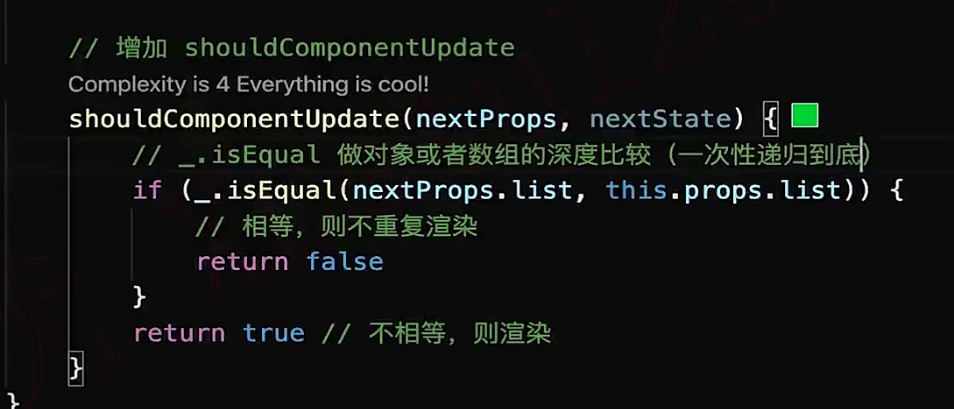 // 增加 shouldComponentUpdate
Complexity is 4 Everything is cool!
shouldComponentUpdate(nextProps, nextState) {
// _.isEqual 做对象或者数组的深度比较（一次性递归到底）
if (_.isEqual(nextProps.list, this.props.list)) {
// 相等，则不重复渲染
return false
}
return true // 不相等，则渲染
}
}